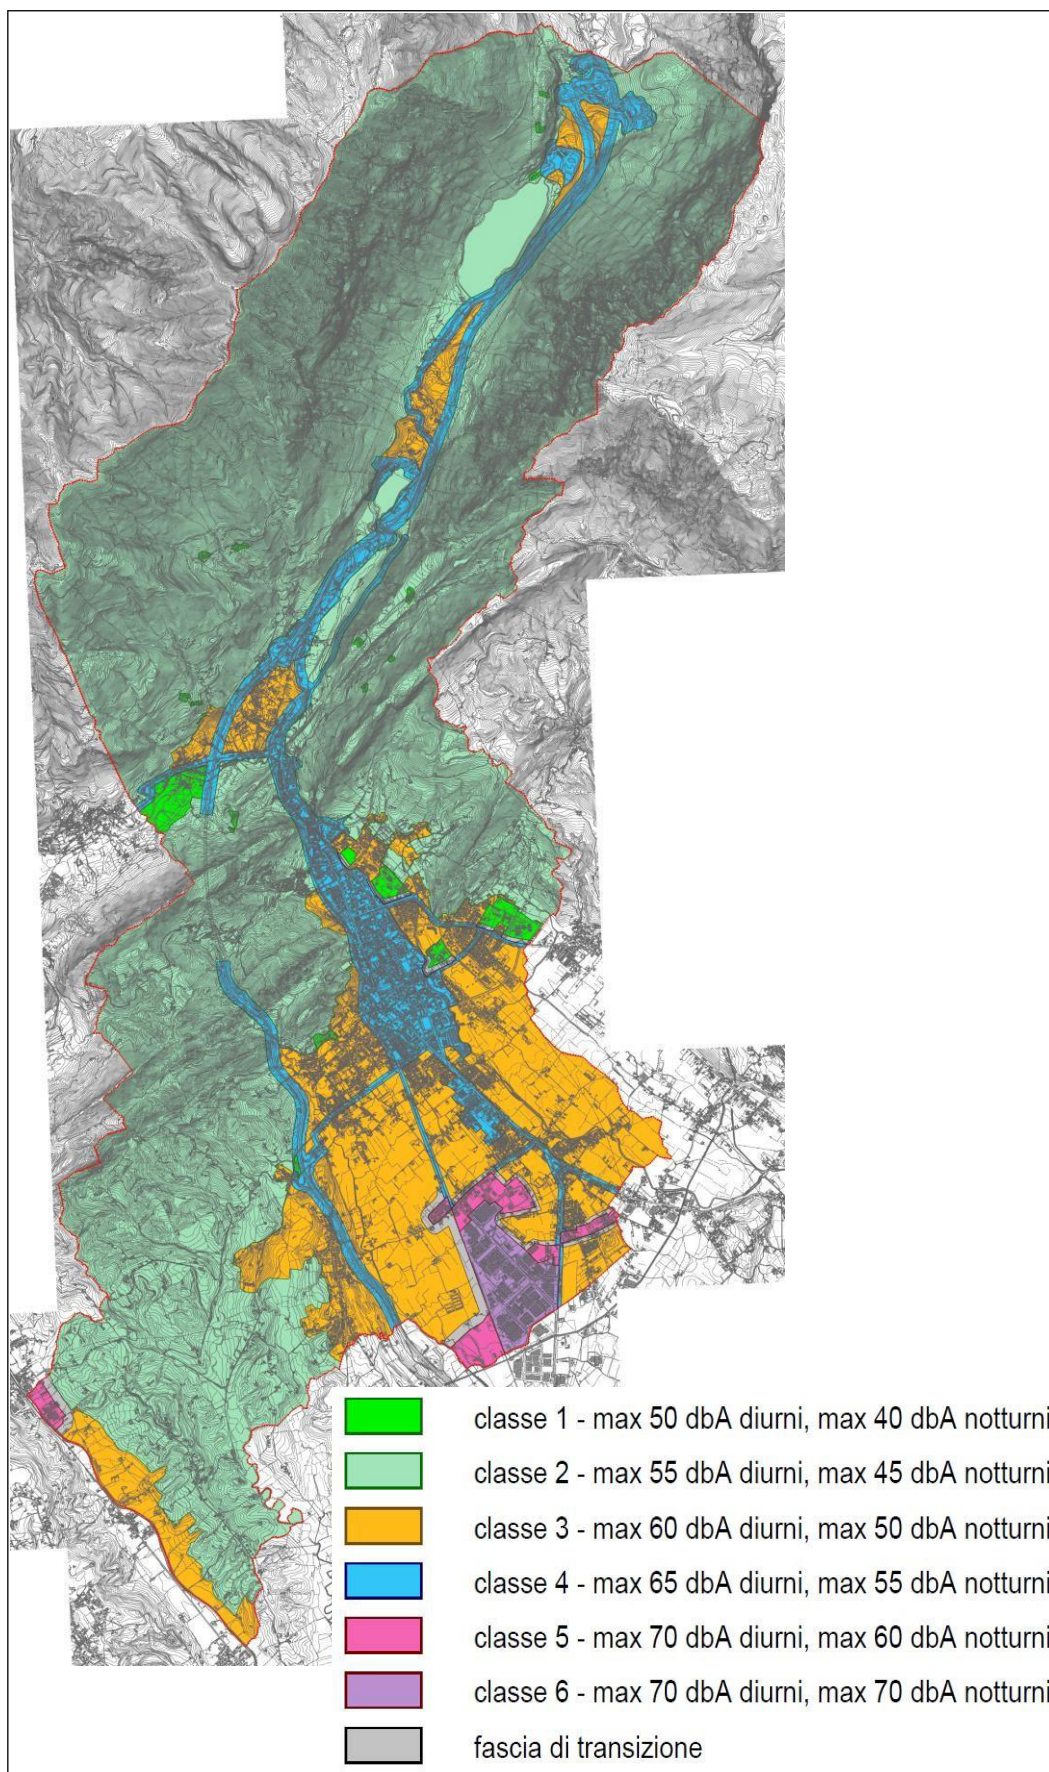 classe 1 - max 50 dbA diurni, max 40 dbA notturni
classe 2 - max 55 dbA diurni, max 45 dbA notturni
classe 3 - max 60 dbA diurni, max 50 dbA notturni
classe 4 - max 65 dbA diurni, max 55 dbA notturni
classe 5 - max 70 dbA diurni, max 60 dbA notturni
classe 6 - max 70 dbA diurni, max 70 dbA notturni
fascia di transizione